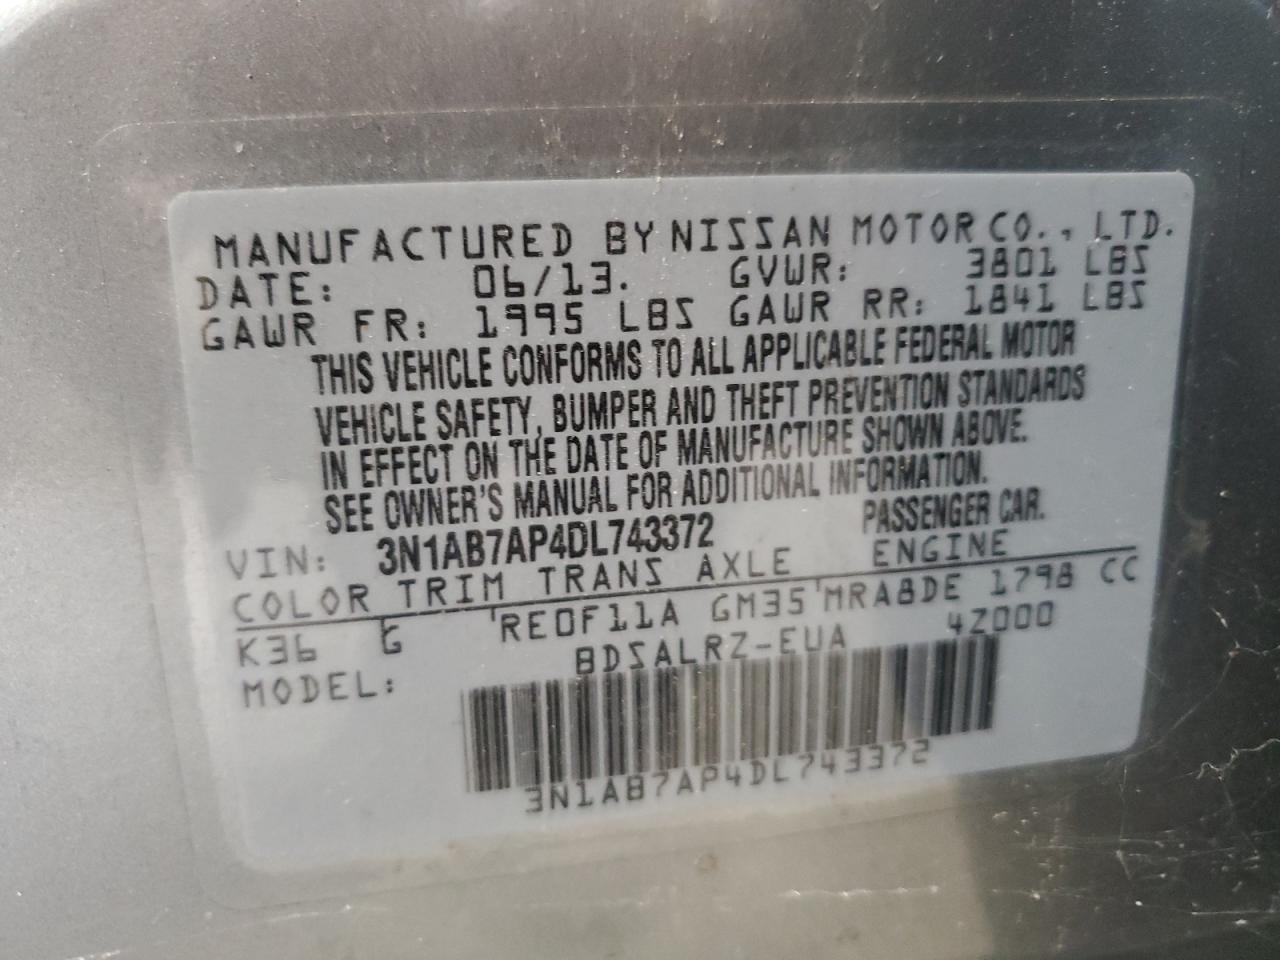 MANUFACTURED BY NISSAN MOTOR CO., LTD.
DATE: 06/13. GVWR: 3801 LBS
GAWR FR: 1995 LBS GAWR RR: 1841 LBS
THIS VEHICLE CONFORMS TO ALL APPLICABLE FEDERAL MOTOR
VEHICLE SAFETY, BUMPER AND THEFT PREVENTION STANDARDS
IN EFFECT ON THE DATE OF MANUFACTURE SHOWN ABOVE.
SEE OWNER'S MANUAL FOR ADDITIONAL INFORMATION.
VIN: 3N1AB7AP4DL743372 PASSENGER CAR.
COLOR TRIM TRANS AXLE ENGINE
K36 G RE0F11A GM35 MRA8DE 1798 CC
MODEL: BDSALRZ-EUA 4Z000
3N1AB7AP4DL743372